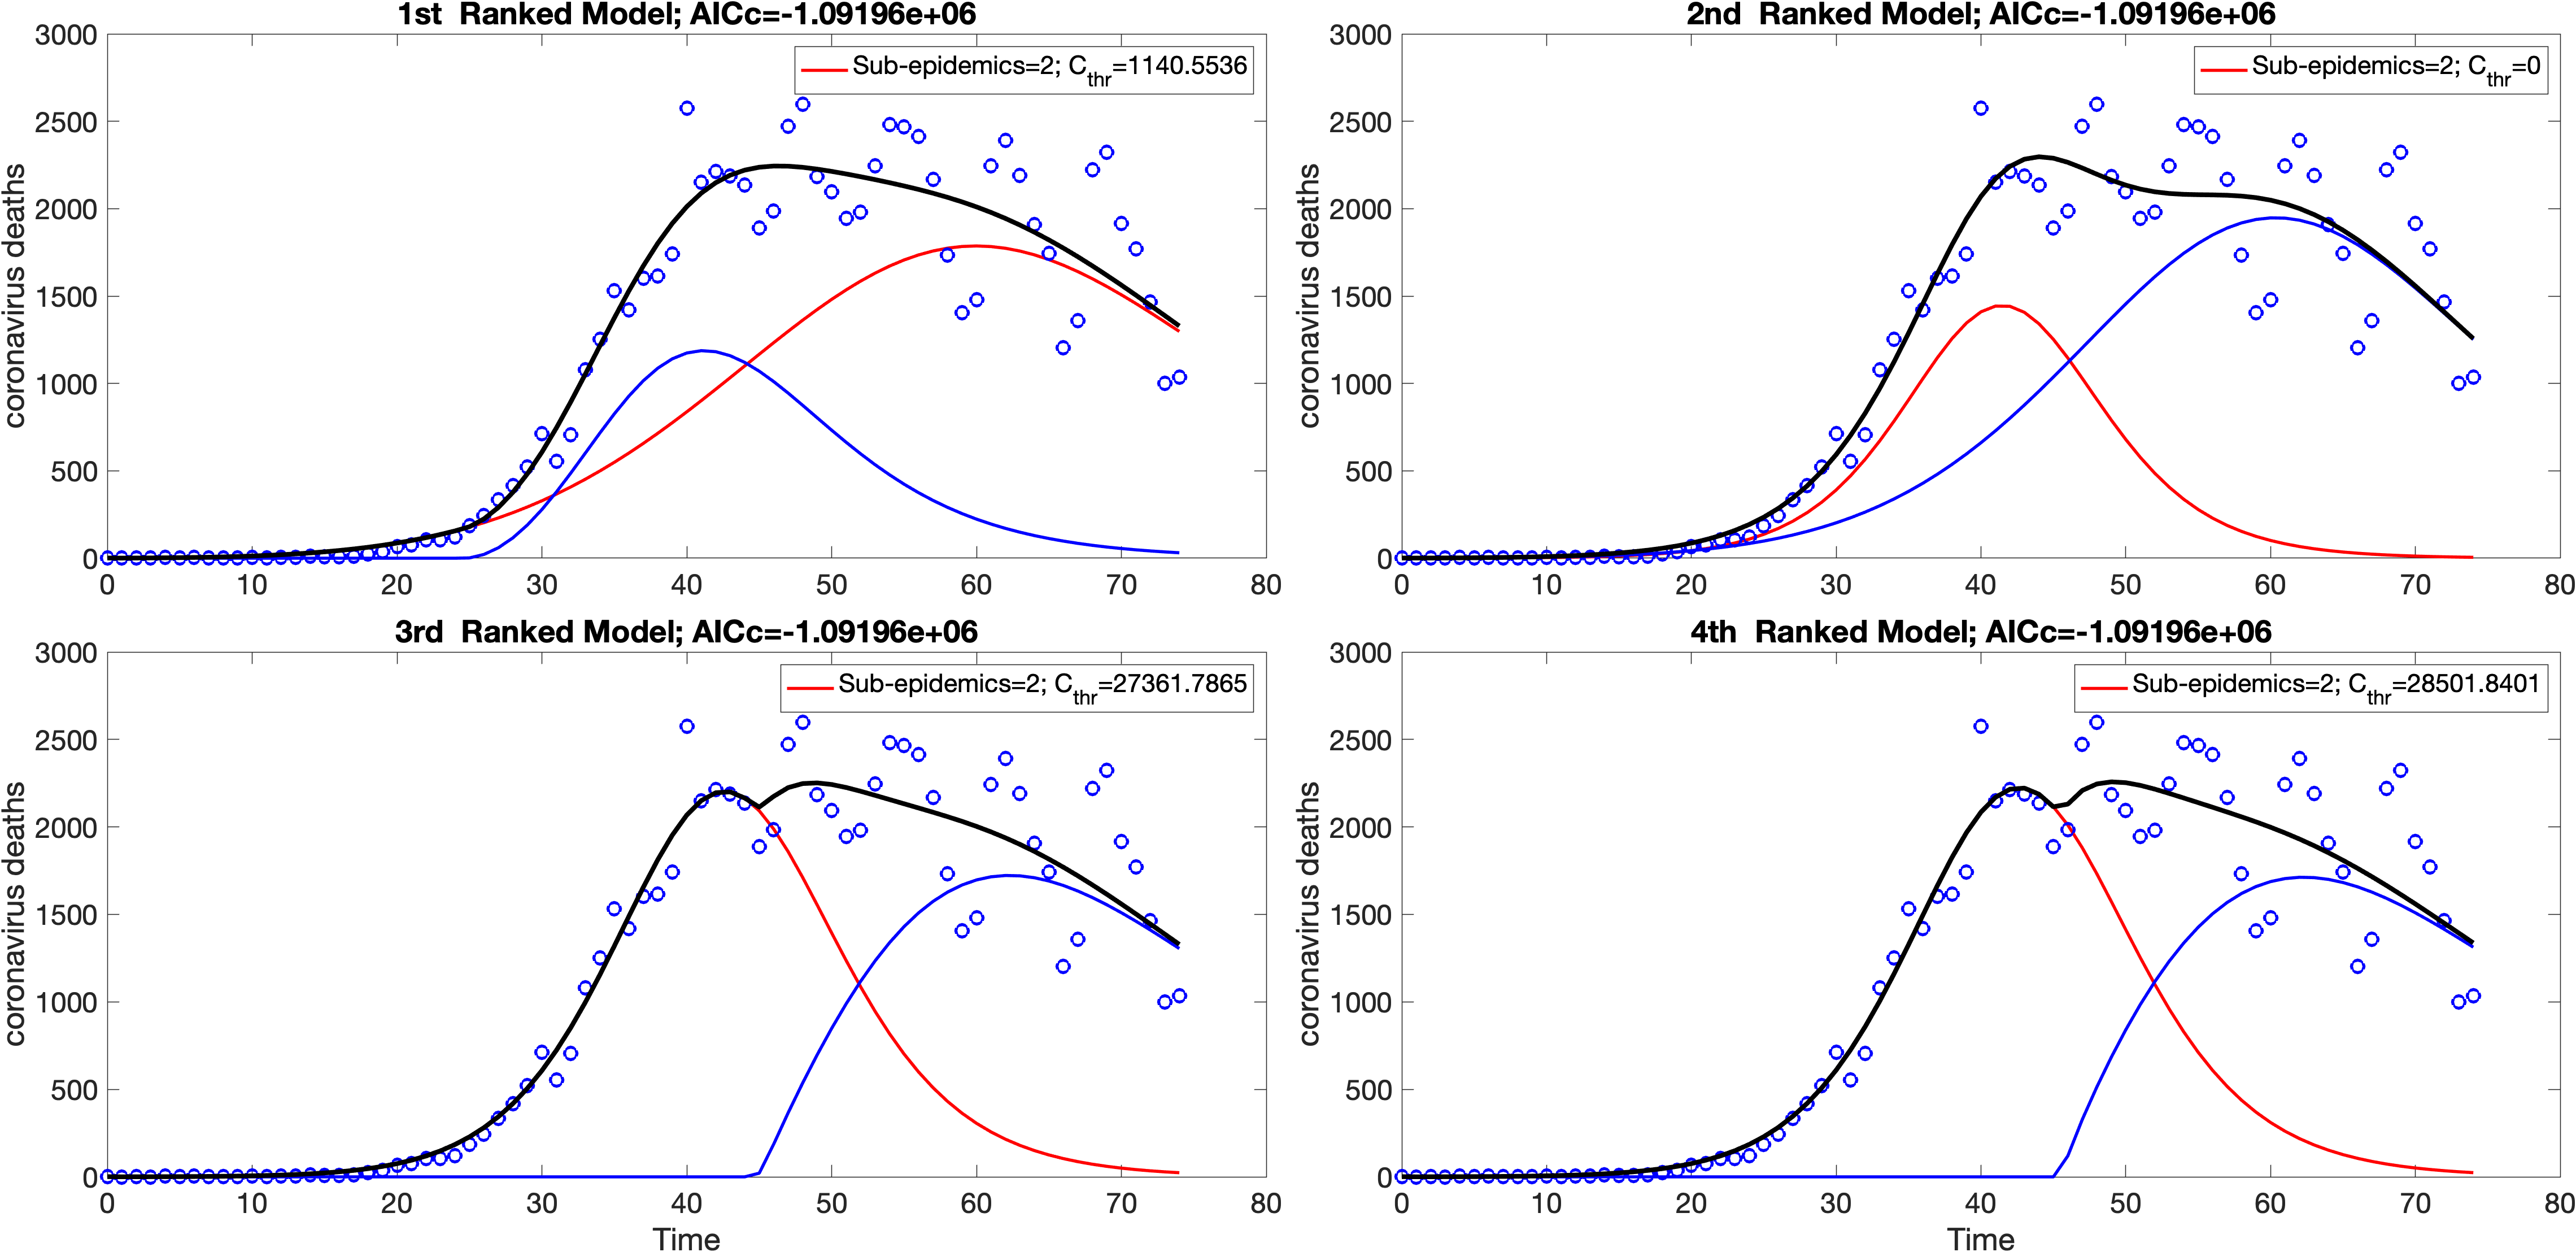 1st Ranked Model; AICc=-1.09196e+06
3000
2500
2000
1500
1000
500
0
coronavirus deaths
Sub-epidemics=2; Cthr=1140.5536
0 10 20 30 40 50 60 70 80
2nd Ranked Model; AICc=-1.09196e+06
3000
2500
2000
1500
1000
500
0
coronavirus deaths
Sub-epidemics=2; Cthr=0
0 10 20 30 40 50 60 70 80
3rd Ranked Model; AICc=-1.09196e+06
3000
2500
2000
1500
1000
500
0
coronavirus deaths
Sub-epidemics=2; Cthr=27361.7865
0 10 20 30 40 50 60 70 80
Time
4th Ranked Model; AICc=-1.09196e+06
3000
2500
2000
1500
1000
500
0
coronavirus deaths
Sub-epidemics=2; Cthr=28501.8401
0 10 20 30 40 50 60 70 80
Time